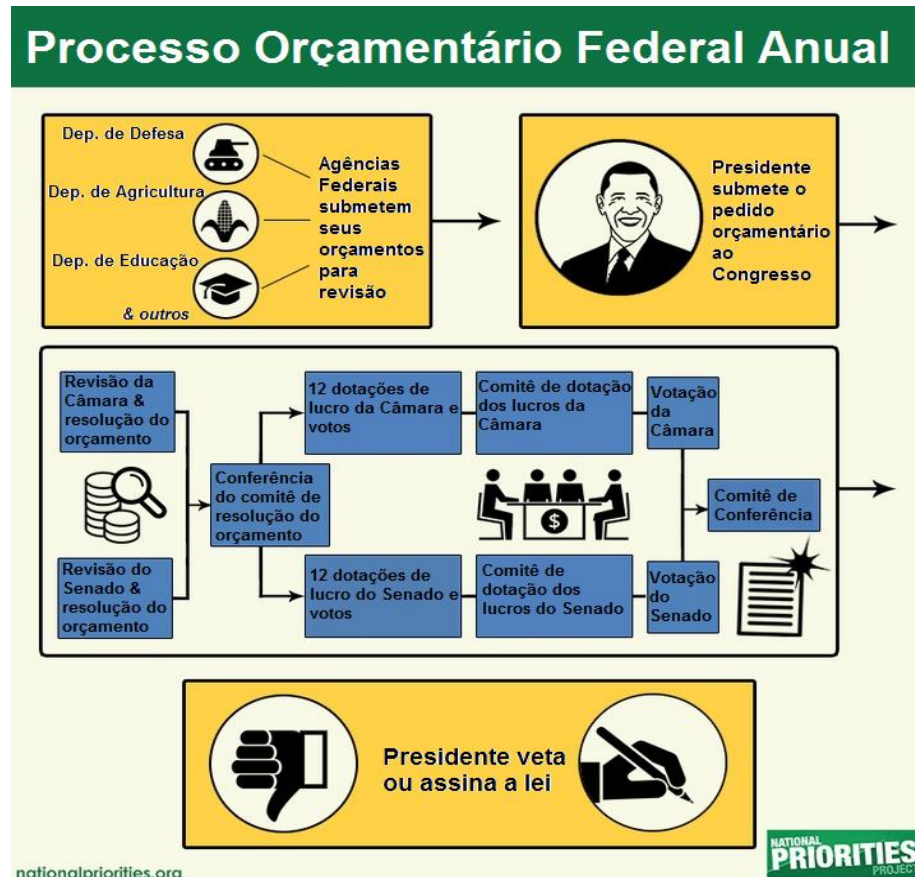 Processo Orçamentário Federal Anual
Dep. de Defesa
Dep. de Agricultura
Dep. de Educação
& outros
Agências
Federais
submetem
seus
orçamentos
para
revisão
Presidente
submete o
pedido
orçamentário
ao
Congresso
Revisão da
Câmara &
resolução do
orçamento
Revisão do
Senado &
resolução do
orçamento
Conferência
do comitê de
resolução do
orçamento
12 dotações de
lucro da Câmara e
votos
Comitê de dotação
dos lucros da
Câmara
Votação
da
Câmara
$
12 dotações de
lucro do Senado e
votos
Comitê de
dotação dos
lucros do Senado
Votação
do
Senado
Comitê de
Conferência
Presidente veta
ou assina a lei
nationalpriorities.org
NATIONAL
PRIORITIES
PROJECT